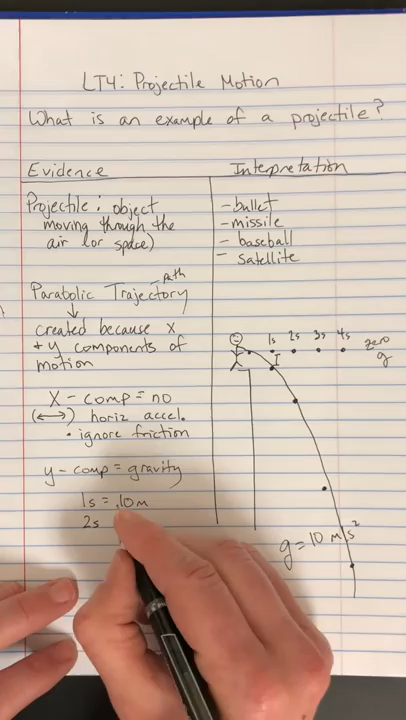 LT4: Projectile Motion
What is an example of a projectile?
Evidence
Interpretation
Projectile: object
moving through the
air (or space)
- bullet
- missile
- baseball
- satellite
path
Parabolic Trajectory
created because x
+ y components of
motion
X - comp = no
(↔) horiz accel.
• ignore friction
y - comp = gravity
1s = 10m
2s
1s 2s 3s 4s
zero
g
g = 10 m/s²